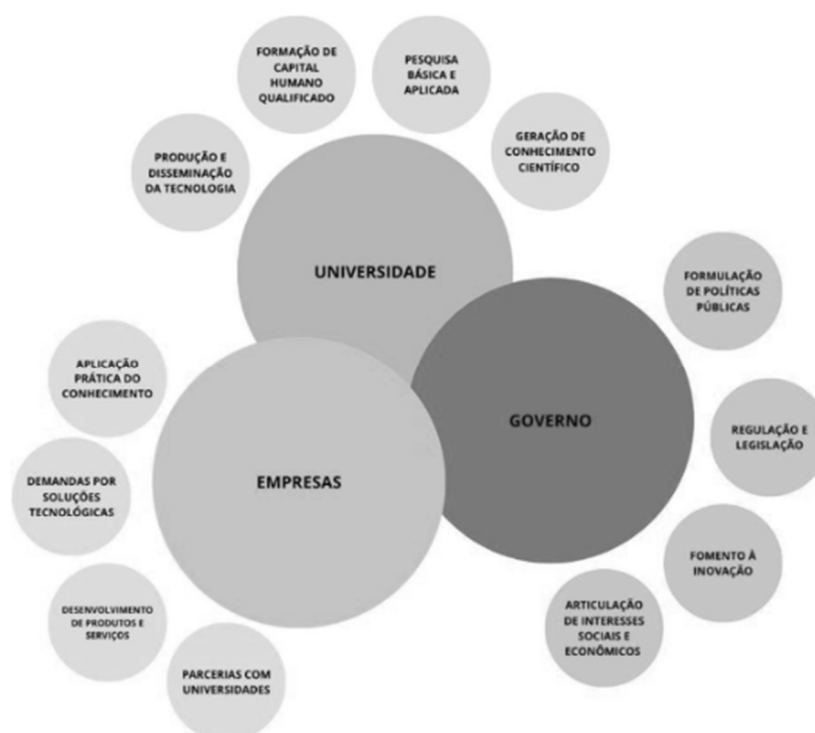 FORMAÇÃO DE
CAPITAL
HUMANO
QUALIFICADO
PESQUISA
BÁSICA E
APLICADA
GERAÇÃO DE
CONHECIMENTO
CIENTÍFICO
PRODUÇÃO E
DISSEMINAÇÃO
DA TECNOLOGIA
UNIVERSIDADE
FORMULAÇÃO
DE POLÍTICAS
PÚBLICAS
APLICAÇÃO
PRÁTICA DO
CONHECIMENTO
GOVERNO
REGULAÇÃO E
LEGISLAÇÃO
EMPRESAS
DEMANDAS POR
SOLUÇÕES
TECNOLÓGICAS
FOMENTO À
INOVAÇÃO
DESENVOLVIMENTO
DE PRODUTOS E
SERVIÇOS
ARTICULAÇÃO
DE INTERESSES
SOCIAIS E
ECONÔMICOS
PARCERIAS COM
UNIVERSIDADES